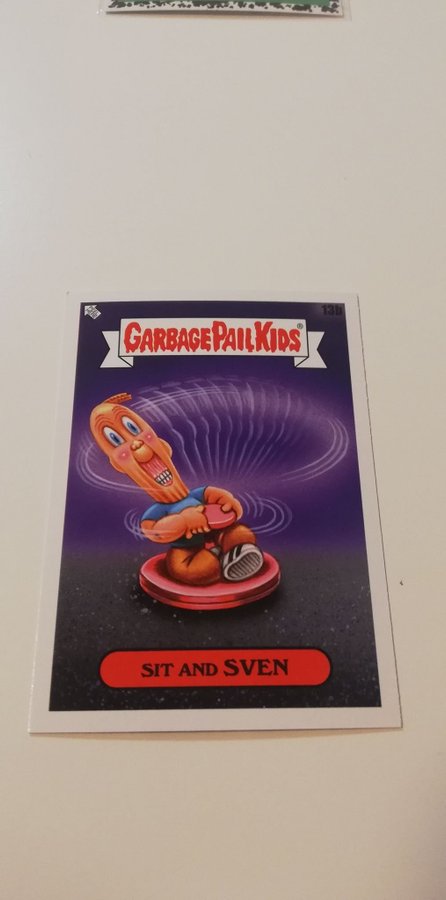 13b
GARBAGE PAIL KIDS®
SIT AND SVEN